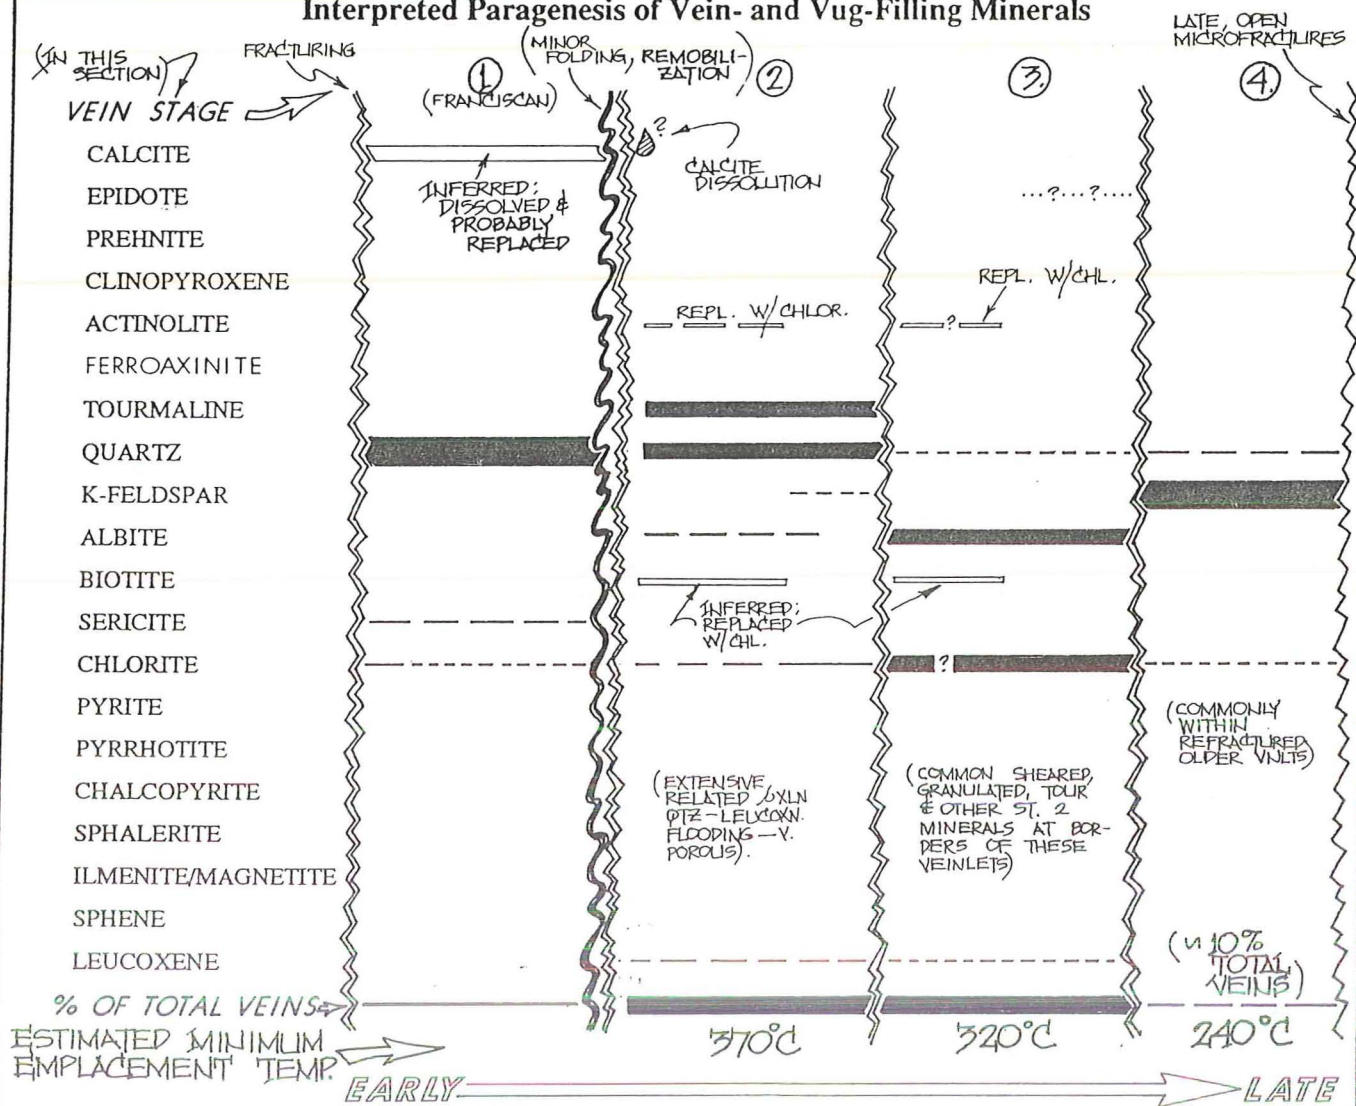 Interpreted Paragenesis of Vein- and Vug-Filling Minerals
(IN THIS
SECTION)
FRACTURING
①
(FRANCISCAN)
(MINOR
FOLDING, REMOBILI-
ZATION)
②
③.
LATE, OPEN
MICROFRACTURES
④.
VEIN STAGE
CALCITE
INFERRED;
DISSOLVED &
PROBABLY
REPLACED
?
CALCITE
DISSOLUTION
EPIDOTE
...?...?....
PREHNITE
CLINOPYROXENE
REPL. W/CHL.
ACTINOLITE
REPL. W/CHLOR.
?
FERROAXINITE
TOURMALINE
QUARTZ
K-FELDSPAR
ALBITE
BIOTITE
INFERRED;
REPLACED
W/CHL.
SERICITE
CHLORITE
?
PYRITE
PYRRHOTITE
CHALCOPYRITE
SPHALERITE
ILMENITE/MAGNETITE
SPHENE
LEUCOXENE
(EXTENSIVE,
RELATED μXLN
QTZ-LEUCOXN.
FLOODING - V.
POROUS).
(COMMON SHEARED,
GRANULATED, TOUR
& OTHER ST. 2
MINERALS AT BOR-
DERS OF THESE
VEINLETS)
(COMMONLY
WITHIN
REFRACTURED
OLDER VNLTS)
(~10%
TOTAL
VEINS)
% OF TOTAL VEINS
ESTIMATED MINIMUM
EMPLACEMENT TEMP.
370°C
320°C
240°C
EARLY
LATE